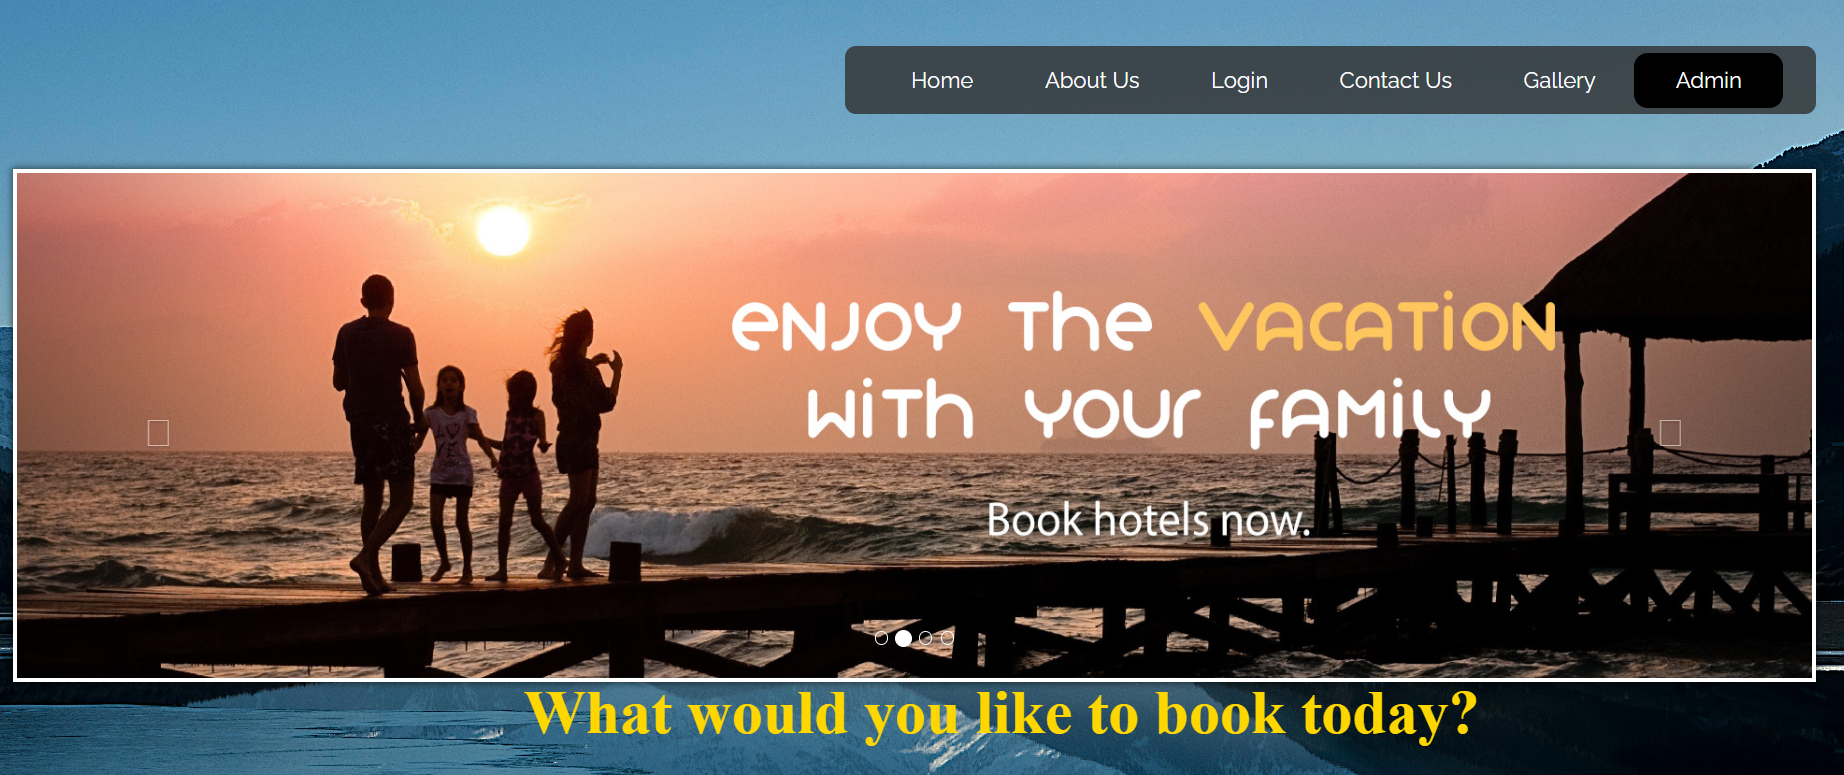 Home About Us Login Contact Us Gallery Admin
ENJOY The VACATiON
WiTh YOUr FAMiLY
Book hotels now.
What would you like to book today?